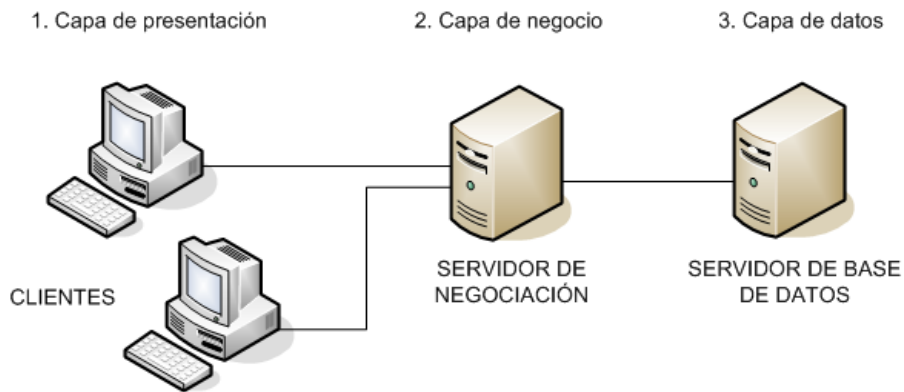 1. Capa de presentación
2. Capa de negocio
3. Capa de datos
CLIENTES
SERVIDOR DE
NEGOCIACIÓN
SERVIDOR DE BASE
DE DATOS